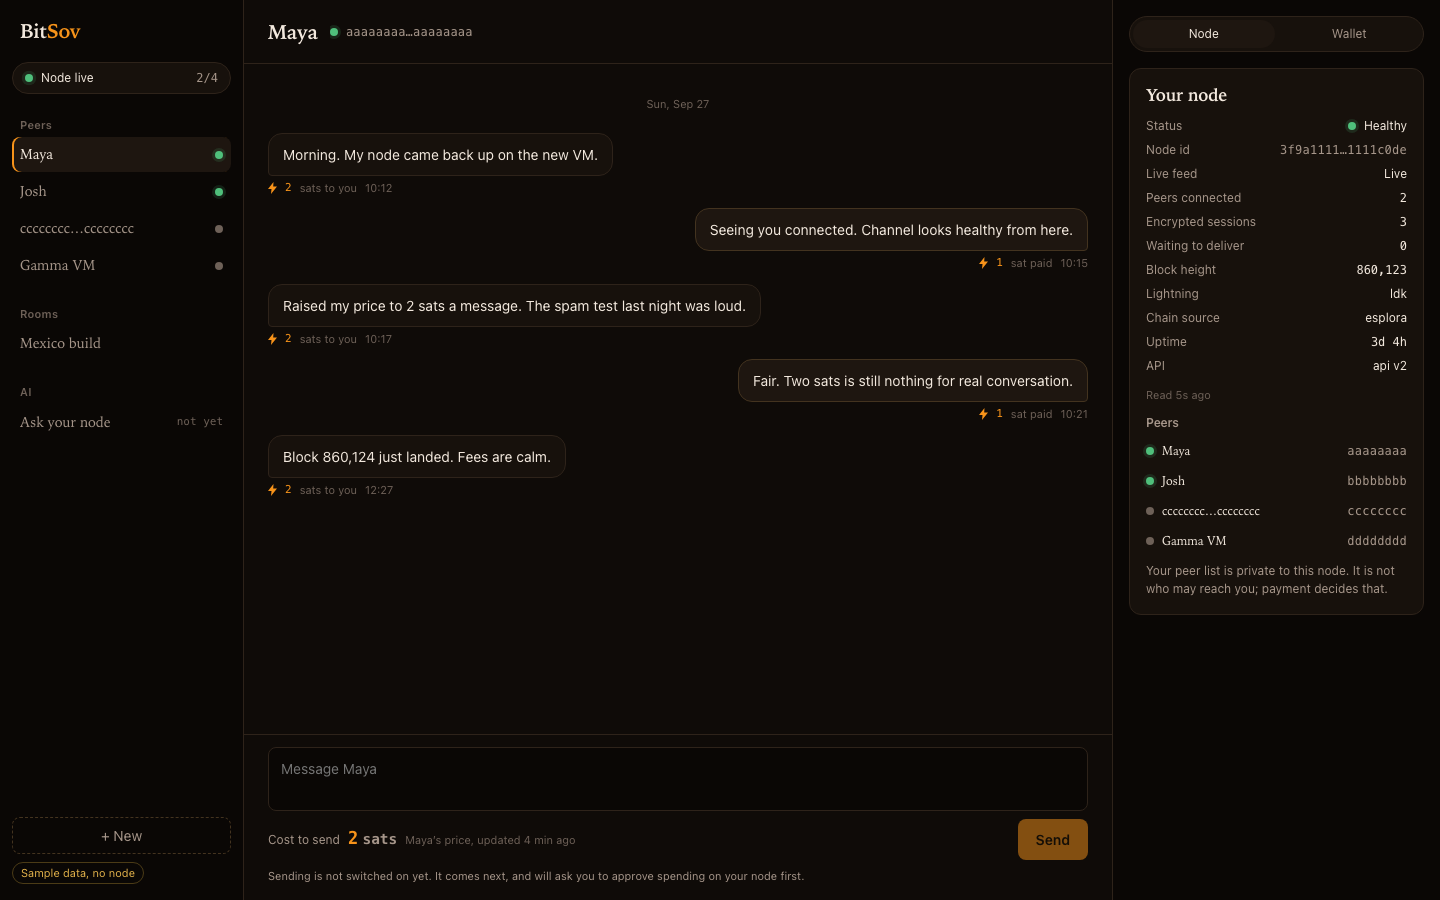 BitSov
Node live 2/4
Peers
Maya
Josh
cccccccc…cccccccc
Gamma VM
Rooms
Mexico build
AI
Ask your node not yet
+ New
Sample data, no node
Maya aaaaaaaa…aaaaaaaa
Sun, Sep 27
Morning. My node came back up on the new VM.
2 sats to you 10:12
Seeing you connected. Channel looks healthy from here.
1 sat paid 10:15
Raised my price to 2 sats a message. The spam test last night was loud.
2 sats to you 10:17
Fair. Two sats is still nothing for real conversation.
1 sat paid 10:21
Block 860,124 just landed. Fees are calm.
2 sats to you 12:27
Message Maya
Cost to send 2 sats Maya's price, updated 4 min ago
Send
Sending is not switched on yet. It comes next, and will ask you to approve spending on your node first.
Node Wallet
Your node
Status Healthy
Node id 3f9a1111…1111c0de
Live feed Live
Peers connected 2
Encrypted sessions 3
Waiting to deliver 0
Block height 860,123
Lightning ldk
Chain source esplora
Uptime 3d 4h
API api v2
Read 5s ago
Peers
Maya aaaaaaaa
Josh bbbbbbbb
cccccccc…cccccccc cccccccc
Gamma VM dddddddd
Your peer list is private to this node. It is not
who may reach you; payment decides that.